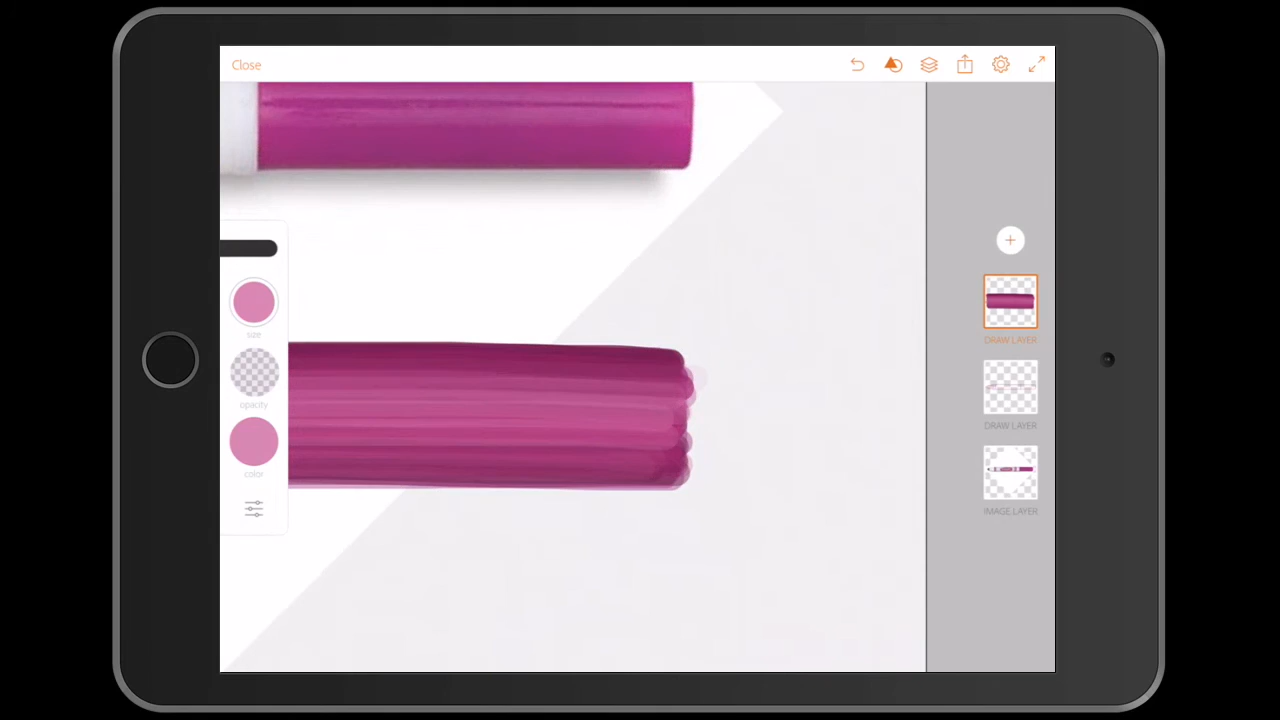 Close
size
opacity
color
DRAW LAYER
DRAW LAYER
IMAGE LAYER